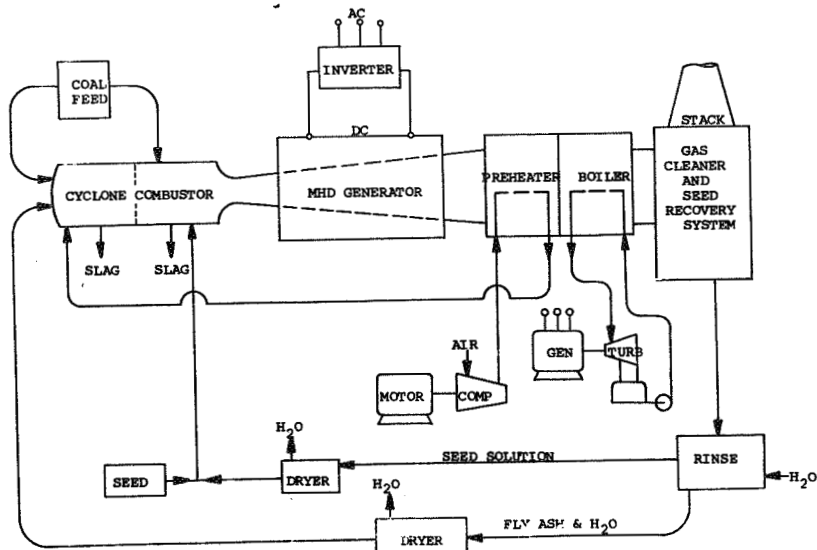 AC
INVERTER
COAL
FEED
DC
STACK
GAS
CLEANER
AND
SEED
RECOVERY
SYSTEM
PREHEATER
BOILER
CYCLONE COMBUSTOR
MHD GENERATOR
SLAG
SLAG
AIR
GEN
TURB
MOTOR
COMP
H2O
SEED SOLUTION
RINSE
SEED
DRYER
H2O
H2O
FLY ASH & H2O
DRYER